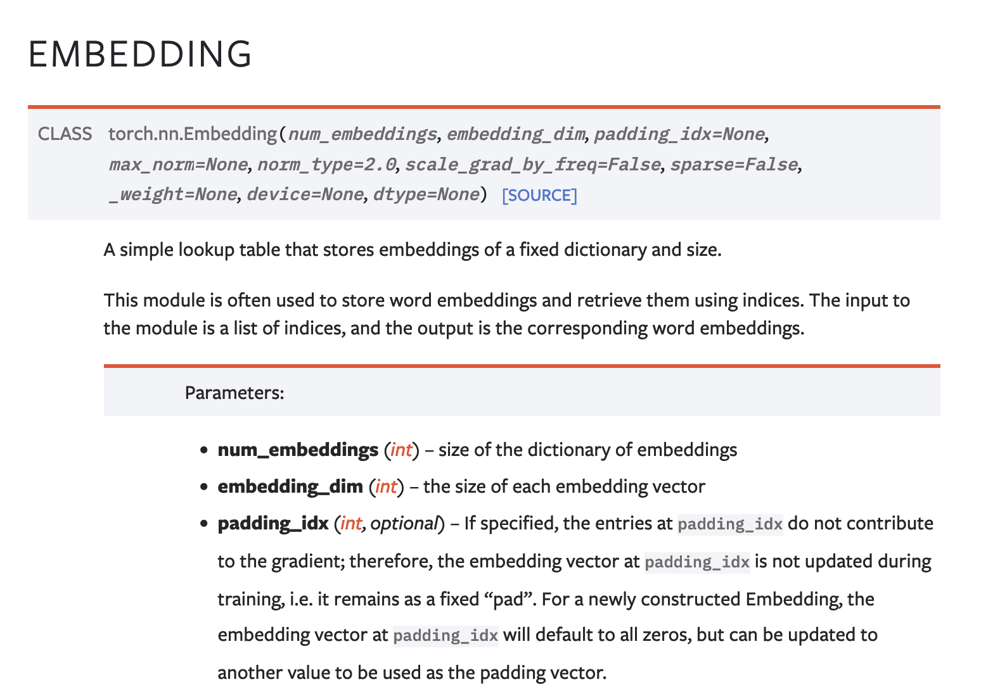 EMBEDDING
CLASS torch.nn.Embedding(num_embeddings, embedding_dim, padding_idx=None,
max_norm=None, norm_type=2.0, scale_grad_by_freq=False, sparse=False,
_weight=None, device=None, dtype=None) [SOURCE]
A simple lookup table that stores embeddings of a fixed dictionary and size.
This module is often used to store word embeddings and retrieve them using indices. The input to
the module is a list of indices, and the output is the corresponding word embeddings.
Parameters:
• num_embeddings (int) – size of the dictionary of embeddings
• embedding_dim (int) – the size of each embedding vector
• padding_idx (int, optional) – If specified, the entries at padding_idx do not contribute
to the gradient; therefore, the embedding vector at padding_idx is not updated during
training, i.e. it remains as a fixed “pad”. For a newly constructed Embedding, the
embedding vector at padding_idx will default to all zeros, but can be updated to
another value to be used as the padding vector.